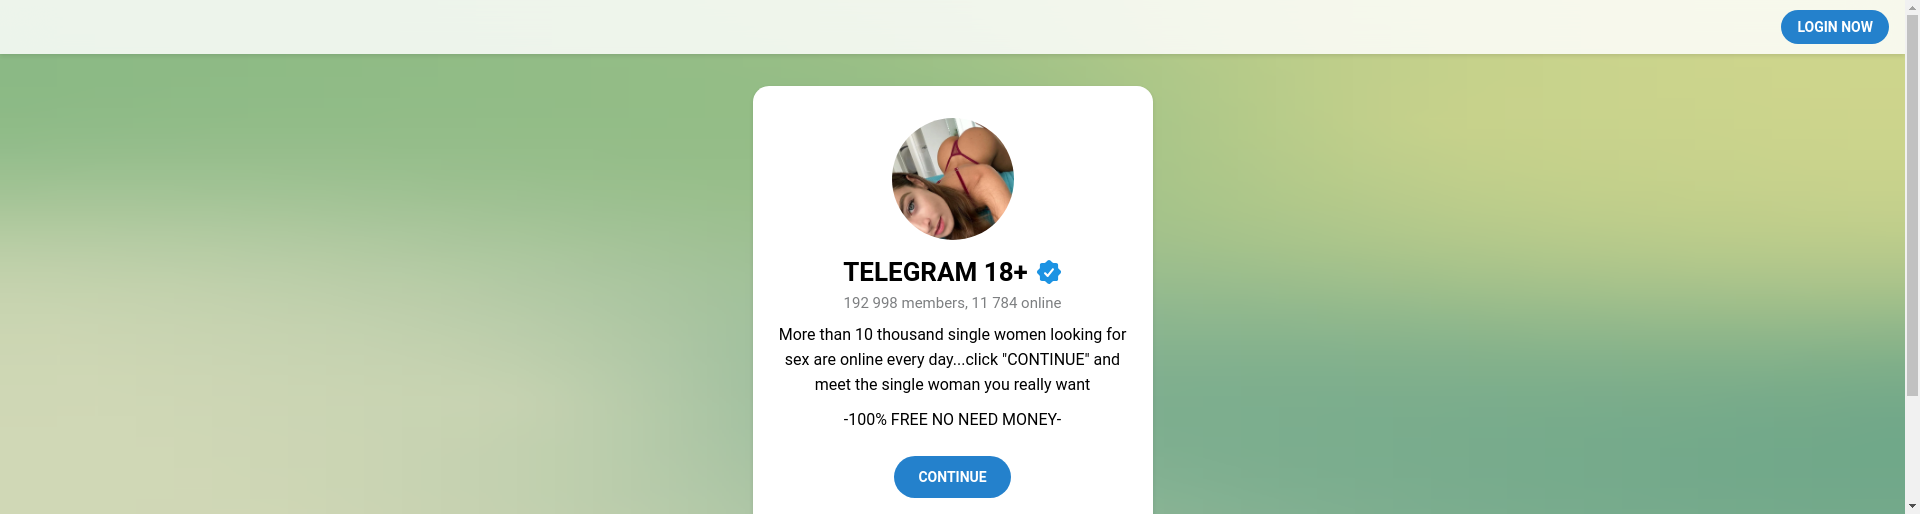 LOGIN NOW
TELEGRAM 18+
192 998 members, 11 784 online
More than 10 thousand single women looking for
sex are online every day...click "CONTINUE" and
meet the single woman you really want
-100% FREE NO NEED MONEY-
CONTINUE